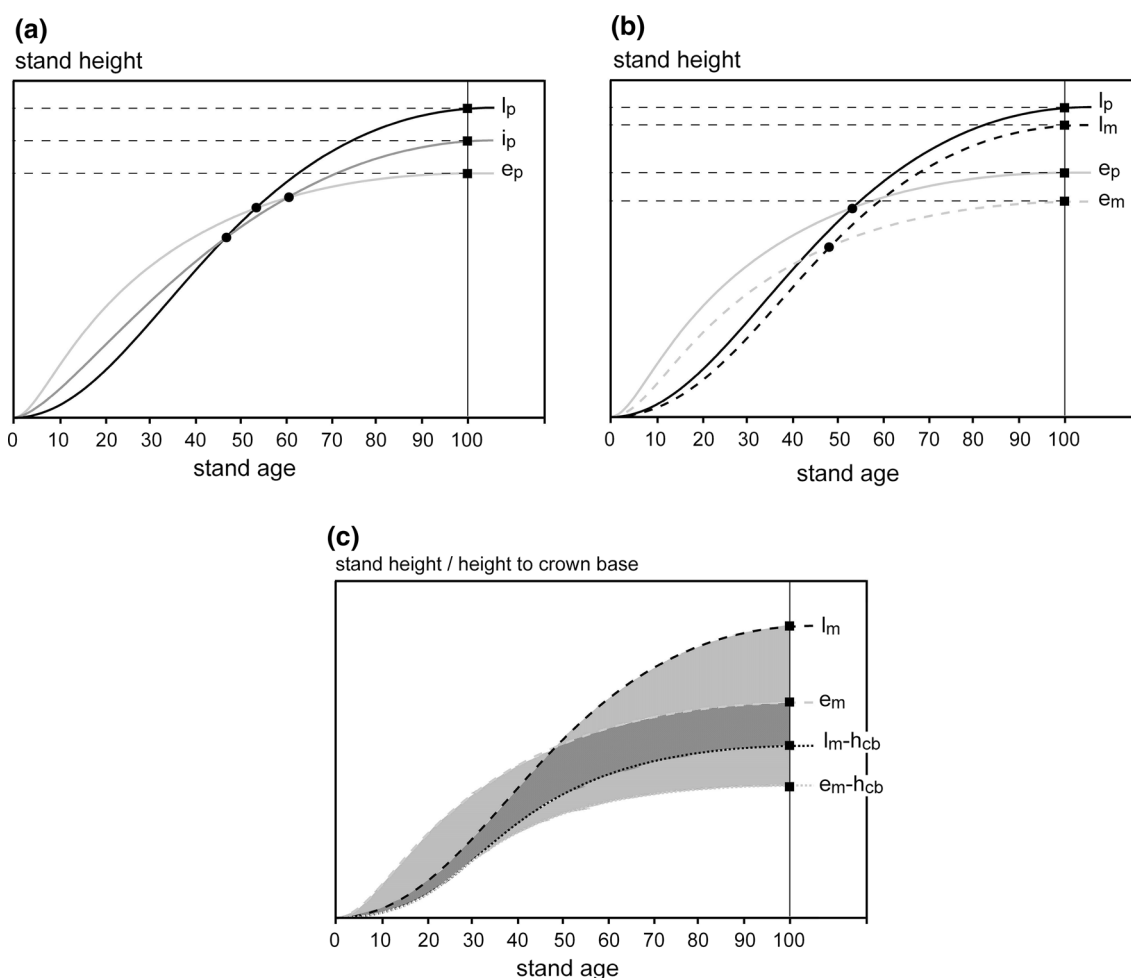 (a)
stand height
lp
ip
ep
0 10 20 30 40 50 60 70 80 90 100
stand age
(b)
stand height
lp
lm
ep
em
0 10 20 30 40 50 60 70 80 90 100
stand age
(c)
stand height / height to crown base
lm
em
lm-hcb
em-hcb
0 10 20 30 40 50 60 70 80 90 100
stand age